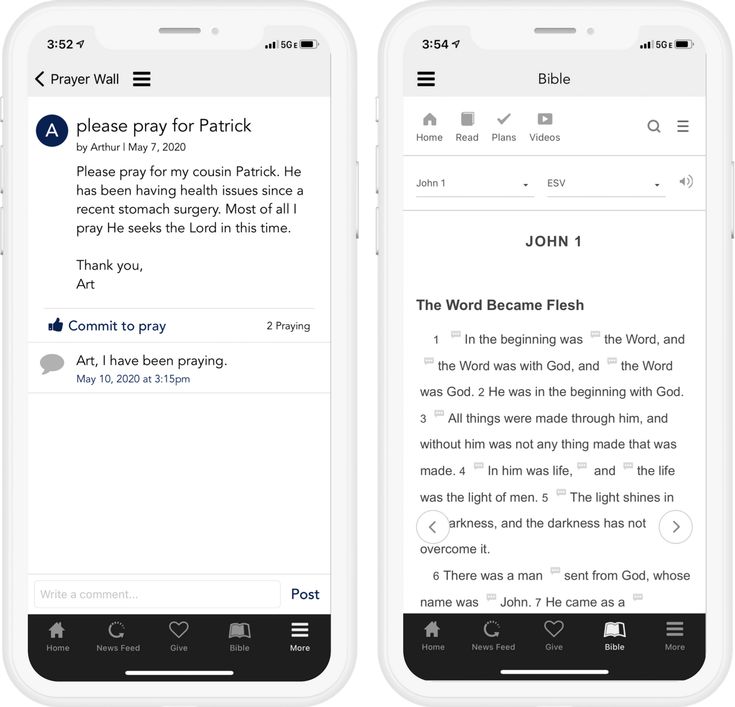 3:52
5GE
Prayer Wall
A
please pray for Patrick
by Arthur | May 7, 2020
Please pray for my cousin Patrick. He
has been having health issues since a
recent stomach surgery. Most of all I
pray He seeks the Lord in this time.
Thank you,
Art
Commit to pray
2 Praying
Art, I have been praying.
May 10, 2020 at 3:15pm
Write a comment...
Post
Home News Feed Give Bible More
3:54
5GE
Bible
Home Read Plans Videos
John 1
ESV
JOHN 1
The Word Became Flesh
1 In the beginning was the Word, and
the Word was with God, and the Word
was God. 2 He was in the beginning with God.
3 All things were made through him, and
without him was not any thing made that was
made. 4 In him was life, and the life
was the light of men. 5 The light shines in
arkness, and the darkness has not
overcome it.
6 There was a man sent from God, whose
name was John. 7 He came as a
Home News Feed Give Bible More